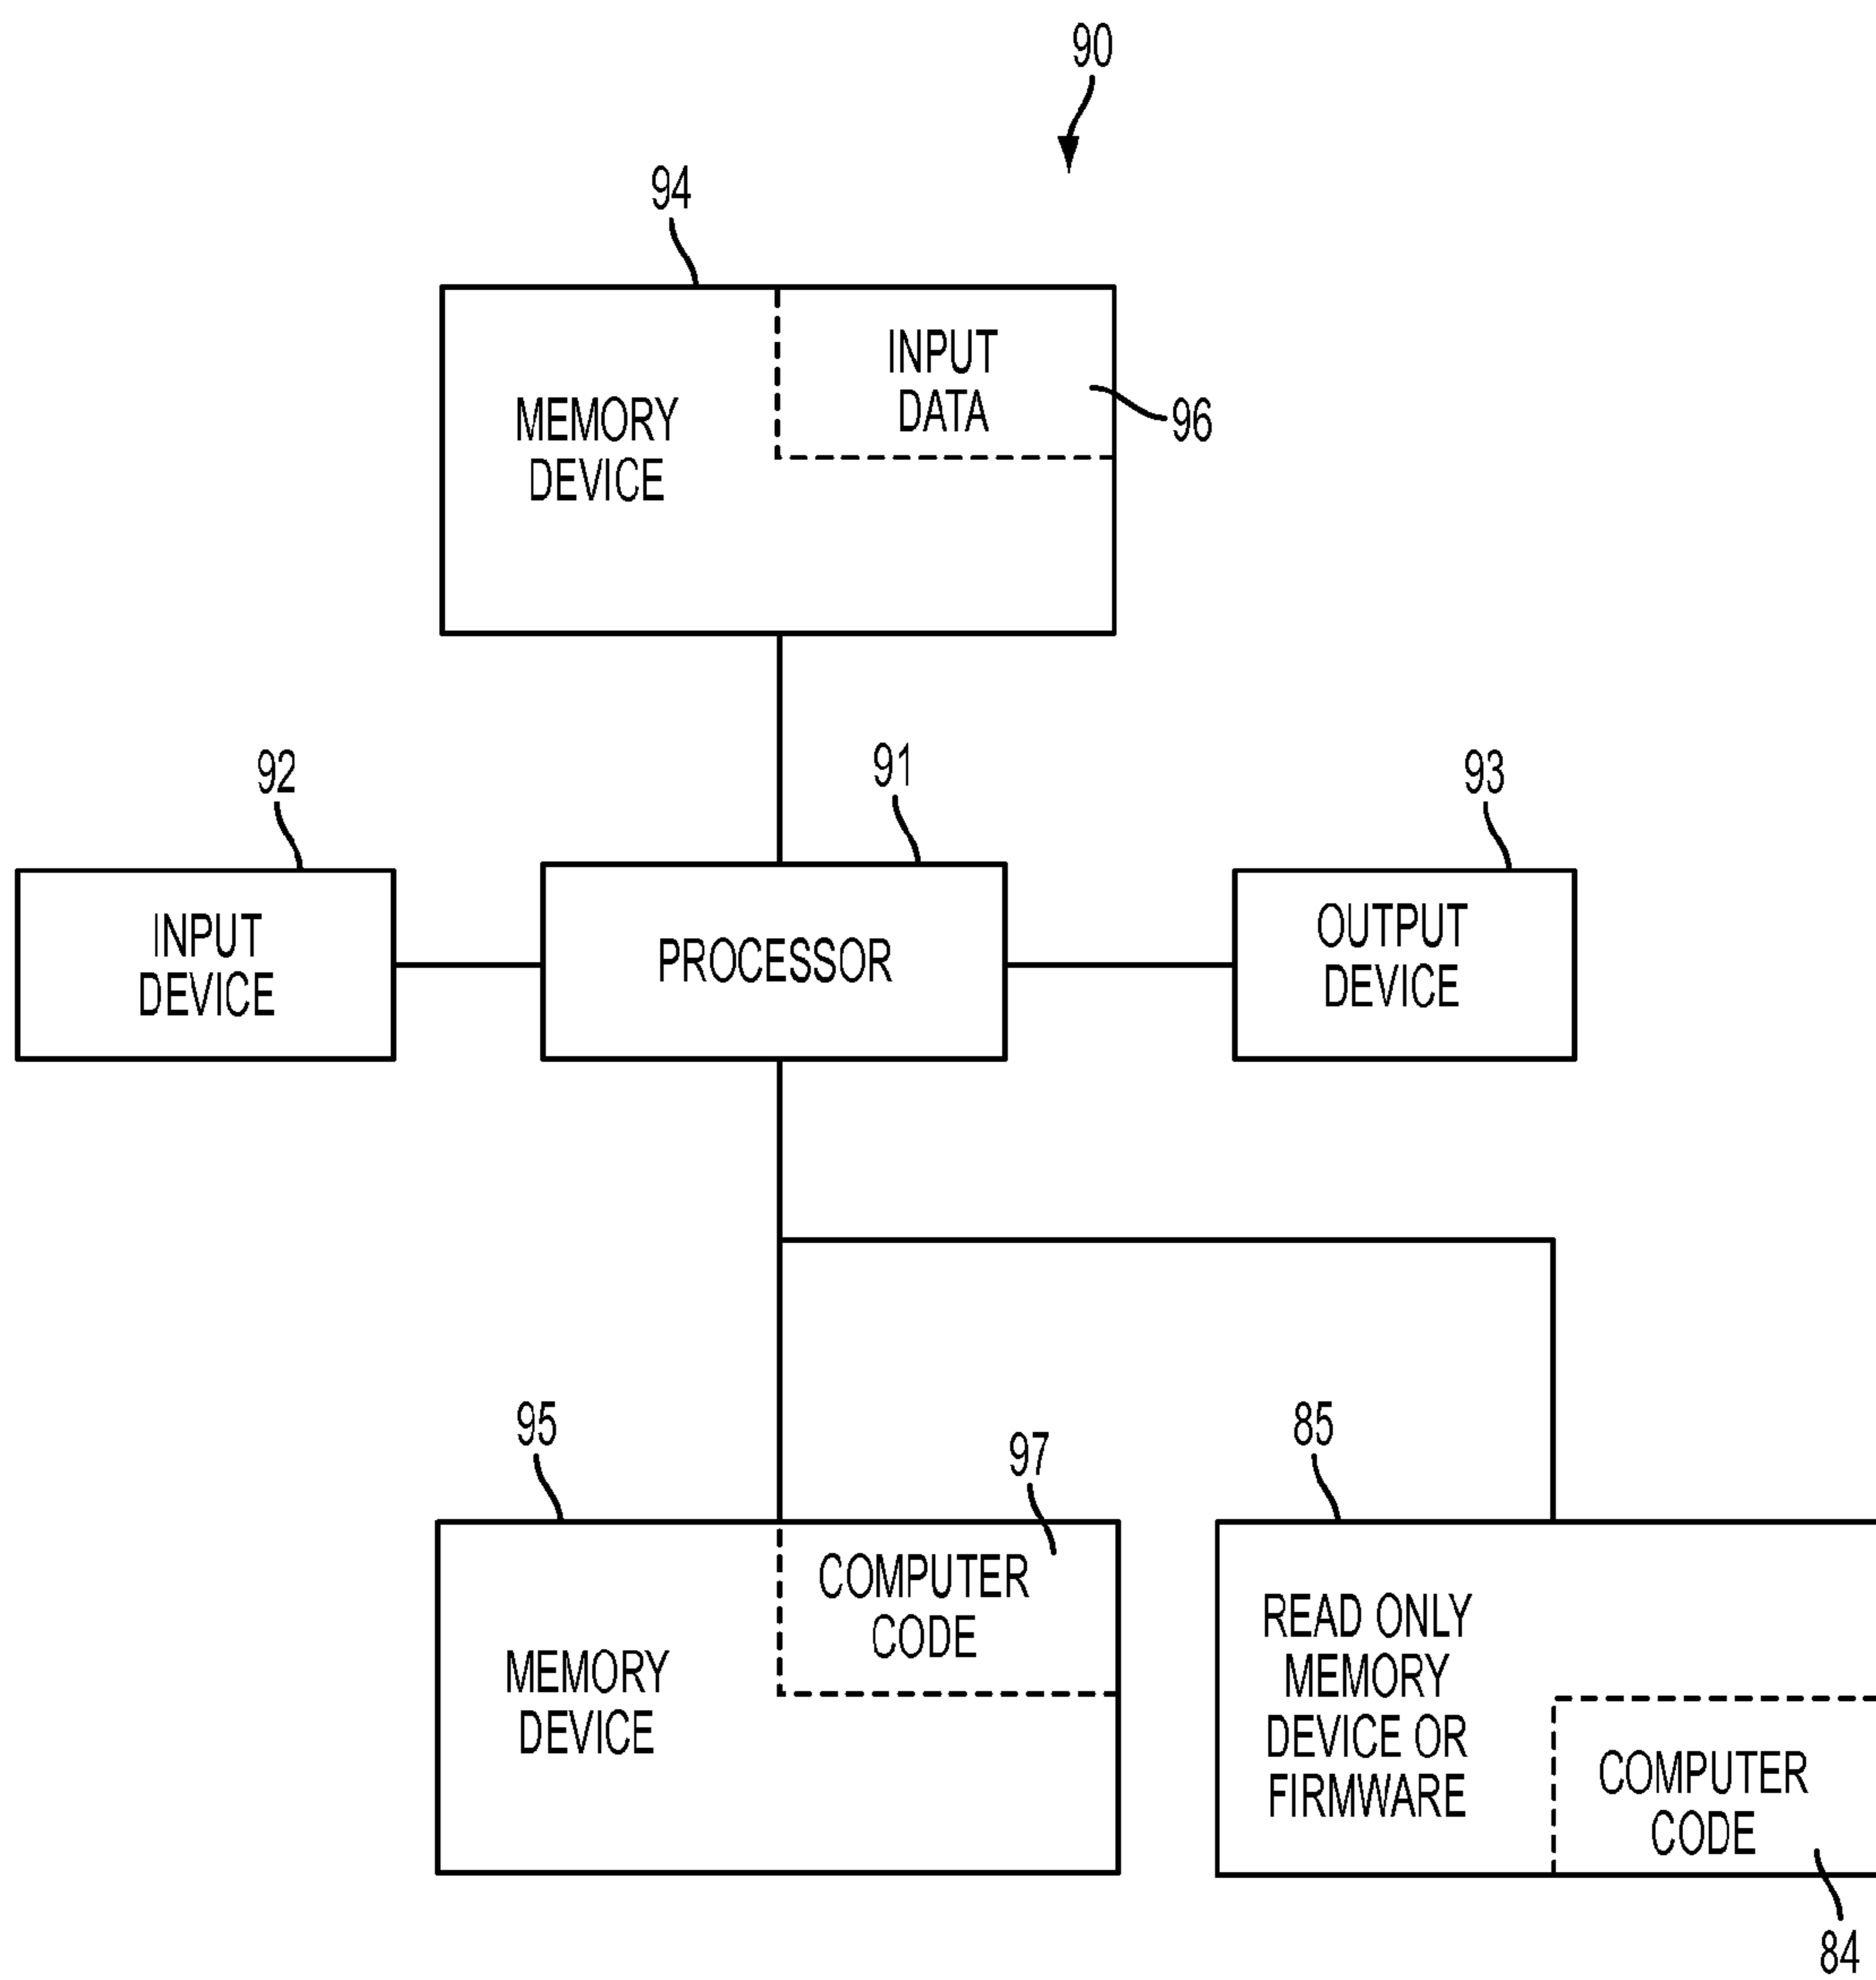 90
94
INPUT
DATA
MEMORY
DEVICE
96
92
91
93
INPUT
DEVICE
PROCESSOR
OUTPUT
DEVICE
95
97
85
COMPUTER
CODE
MEMORY
DEVICE
READ ONLY
MEMORY
DEVICE OR
FIRMWARE
COMPUTER
CODE
84